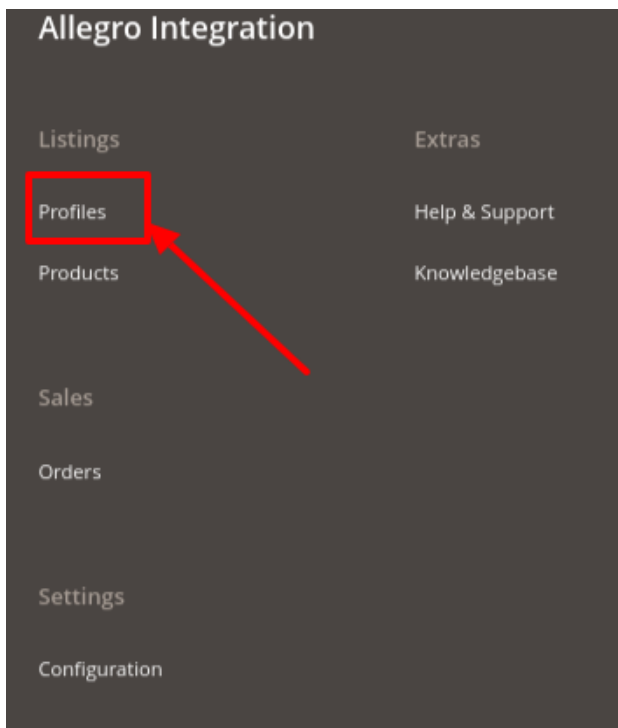 Allegro Integration
Listings
Profiles
Products
Sales
Orders
Settings
Configuration
Extras
Help & Support
Knowledgebase